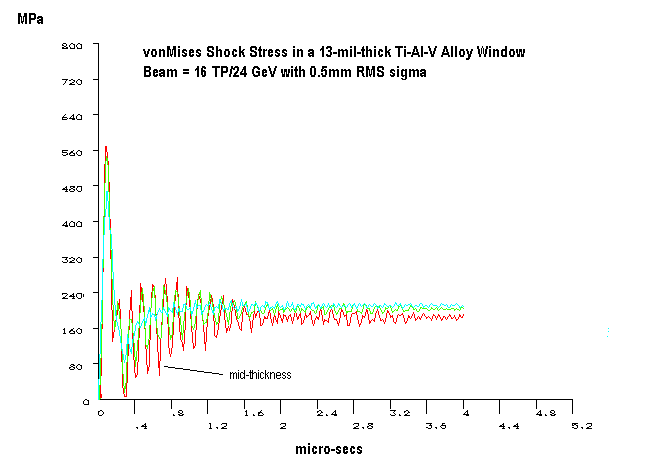 MPa
vonMises Shock Stress in a 13-mil-thick Ti-Al-V Alloy Window
Beam = 16 TP/24 GeV with 0.5mm RMS sigma
800
720
640
560
480
400
320
240
160
80
0
mid-thickness
0 .8 1.6 2 3.2 4 4.8
.4 1.2 2 2.8 3.6 4.4 5.2
micro-secs